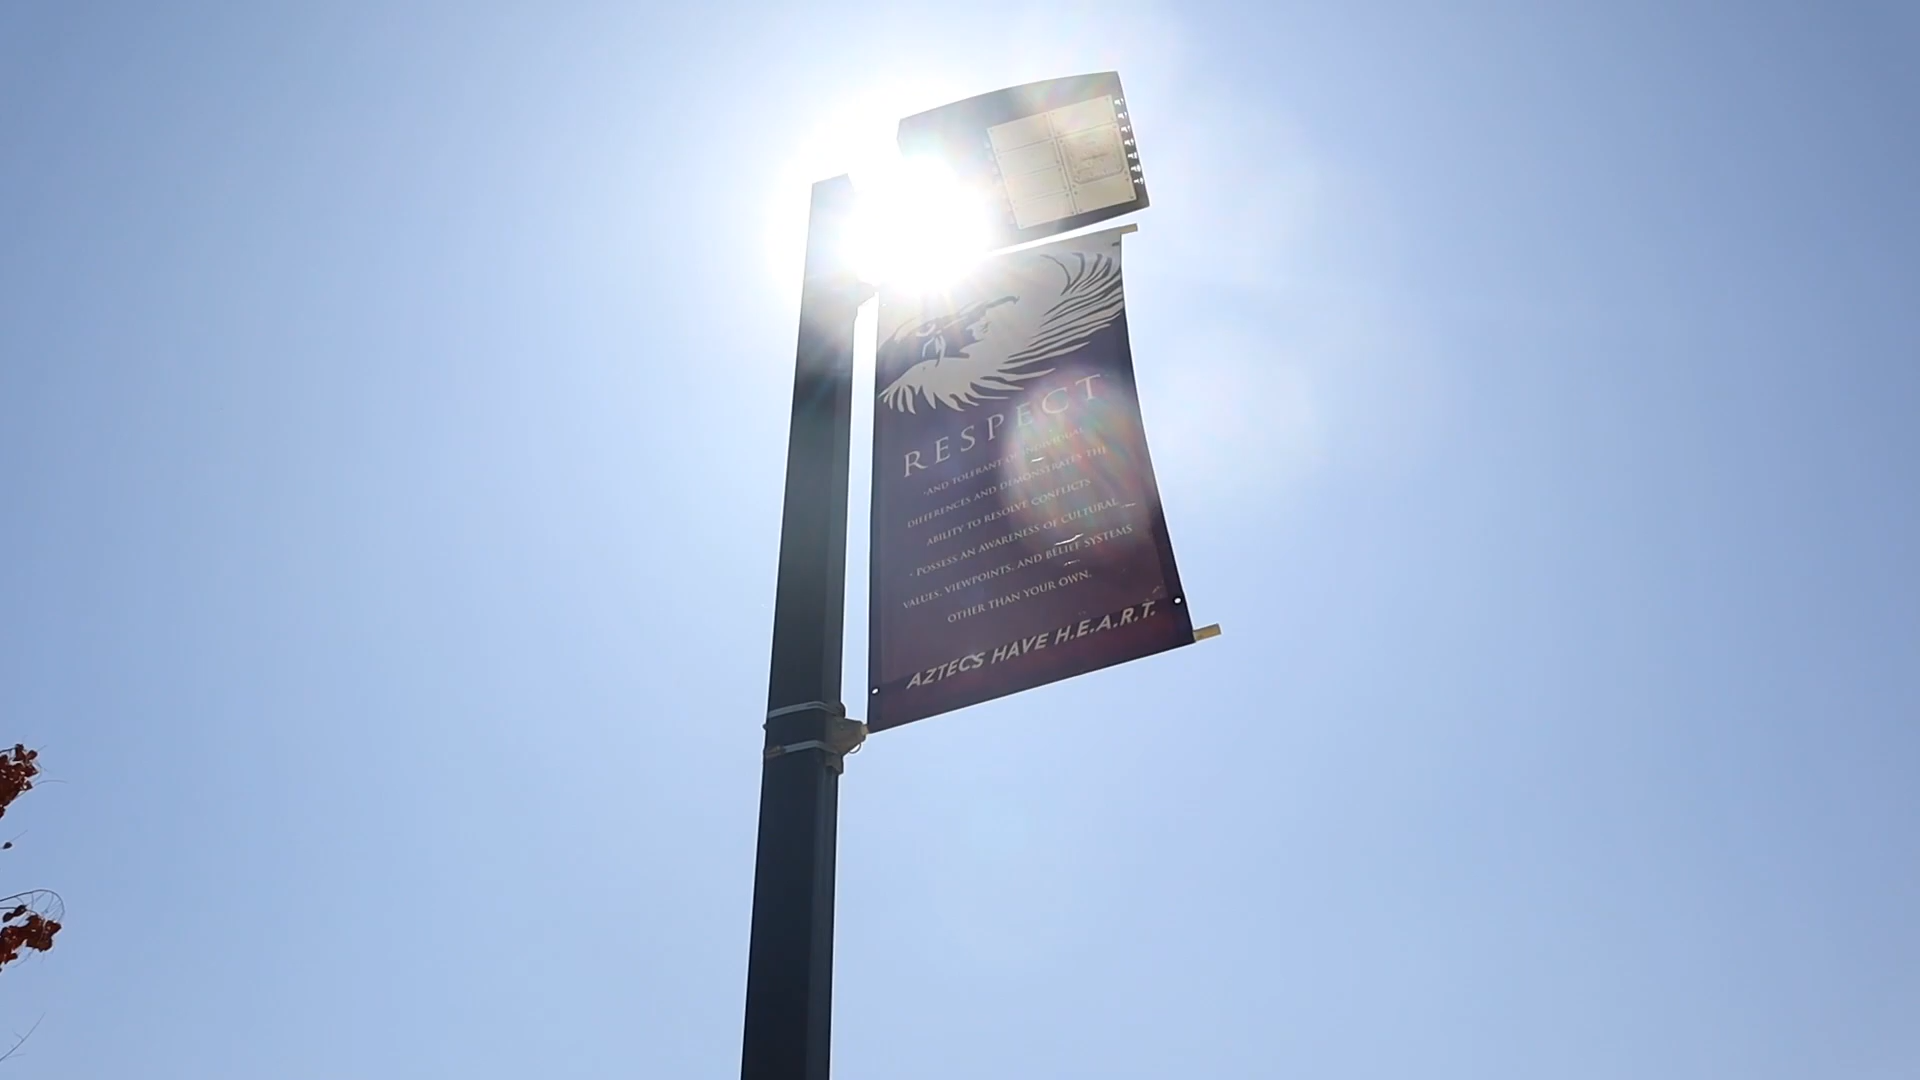 RESPECT
-AND TOLERANT OF INDIVIDUAL
DIFFERENCES AND DEMONSTRATES THE
ABILITY TO RESOLVE CONFLICTS
- POSSESS AN AWARENESS OF CULTURAL
VALUES, VIEWPOINTS, AND BELIEF SYSTEMS
OTHER THAN YOUR OWN.
AZTECS HAVE H.E.A.R.T.